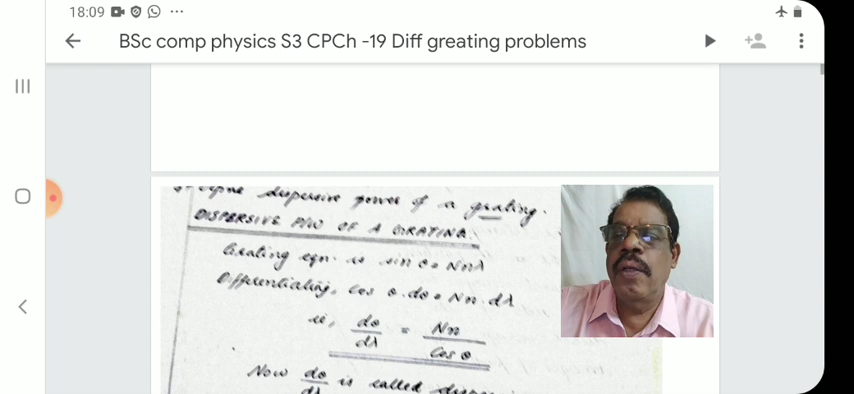 18:09
BSc comp physics S3 CPCh -19 Diff greating problems
Define dispersive power of a grating.
DISPERSIVE POW OF A GRATING
Grating eqn. is sin θ = Nnλ
Differentiating, cos θ.dθ = Nn.dλ
ie, dθ/dλ = Nn/Cos θ
Now dθ/dλ is called